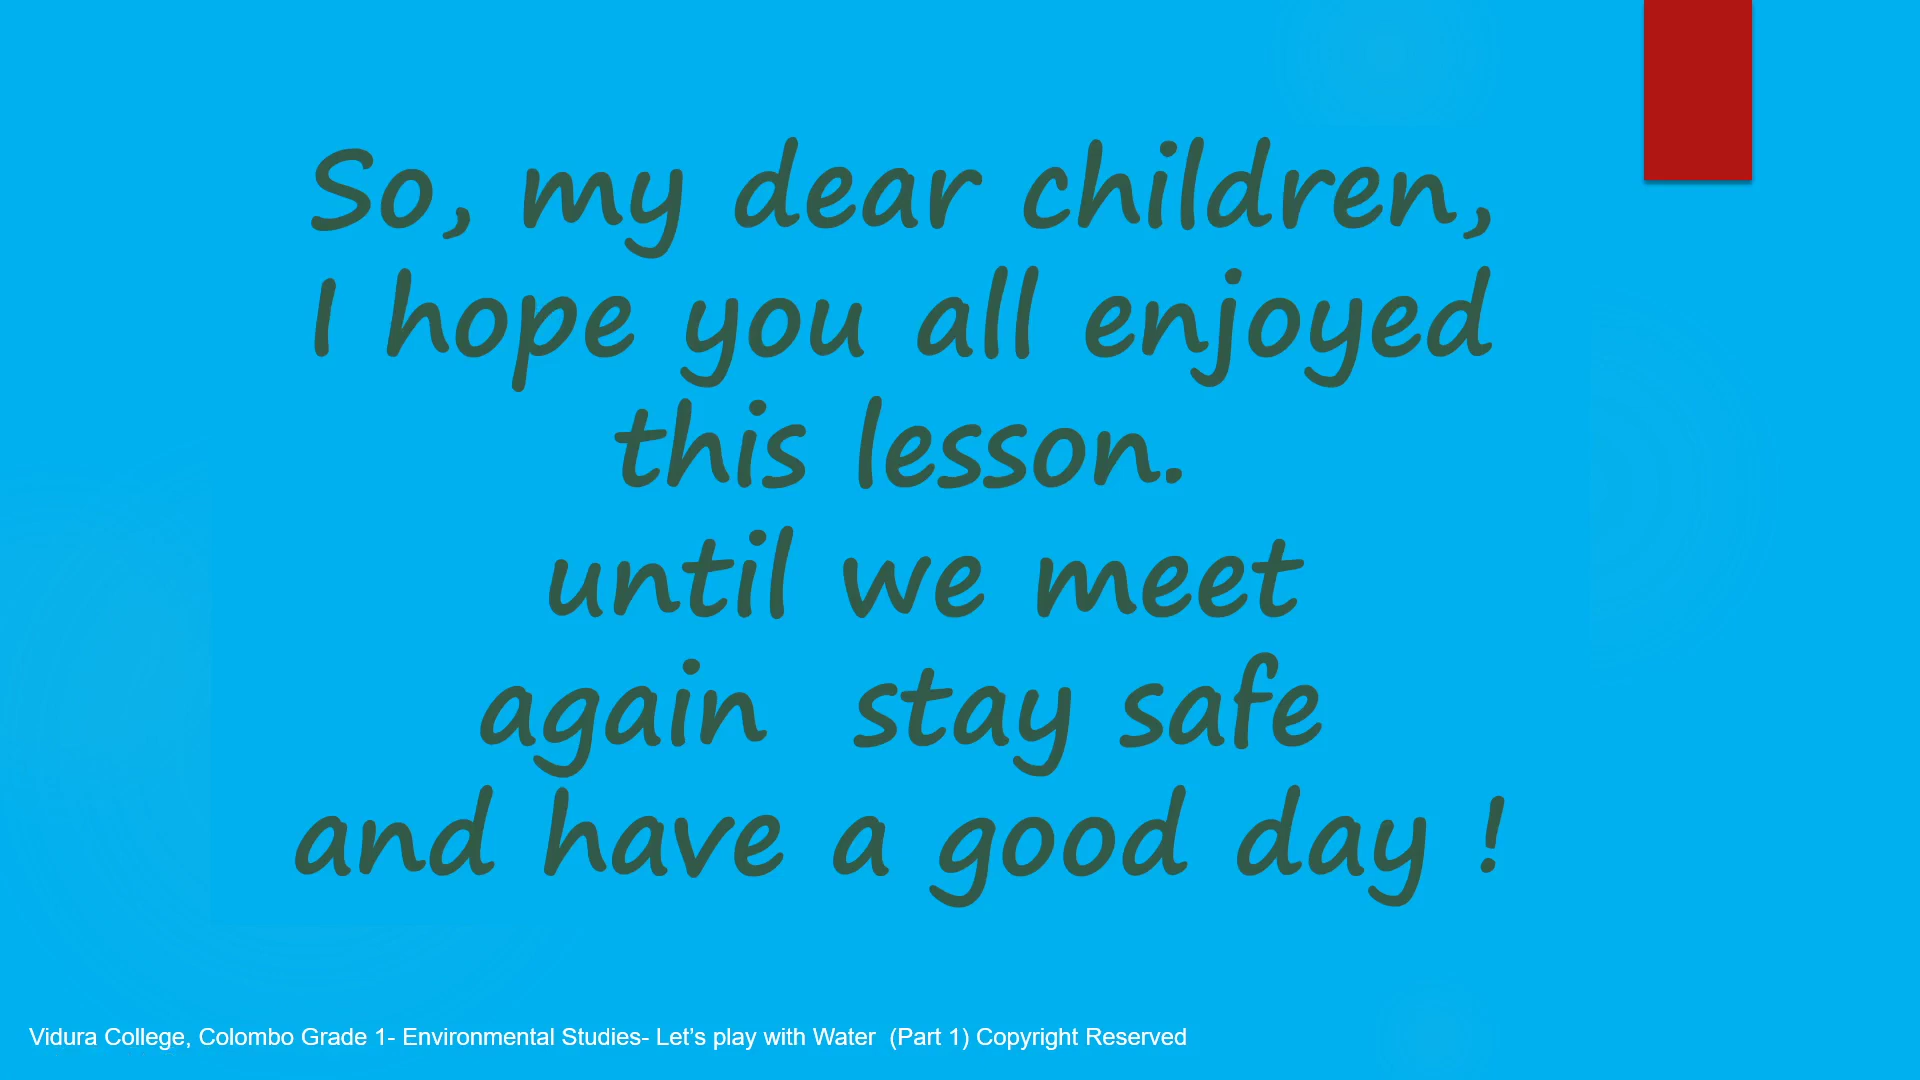 So, my dear children,
I hope you all enjoyed
this lesson.
until we meet
again  stay safe
and have a good day !
Vidura College, Colombo Grade 1- Environmental Studies- Let's play with Water  (Part 1) Copyright Reserved